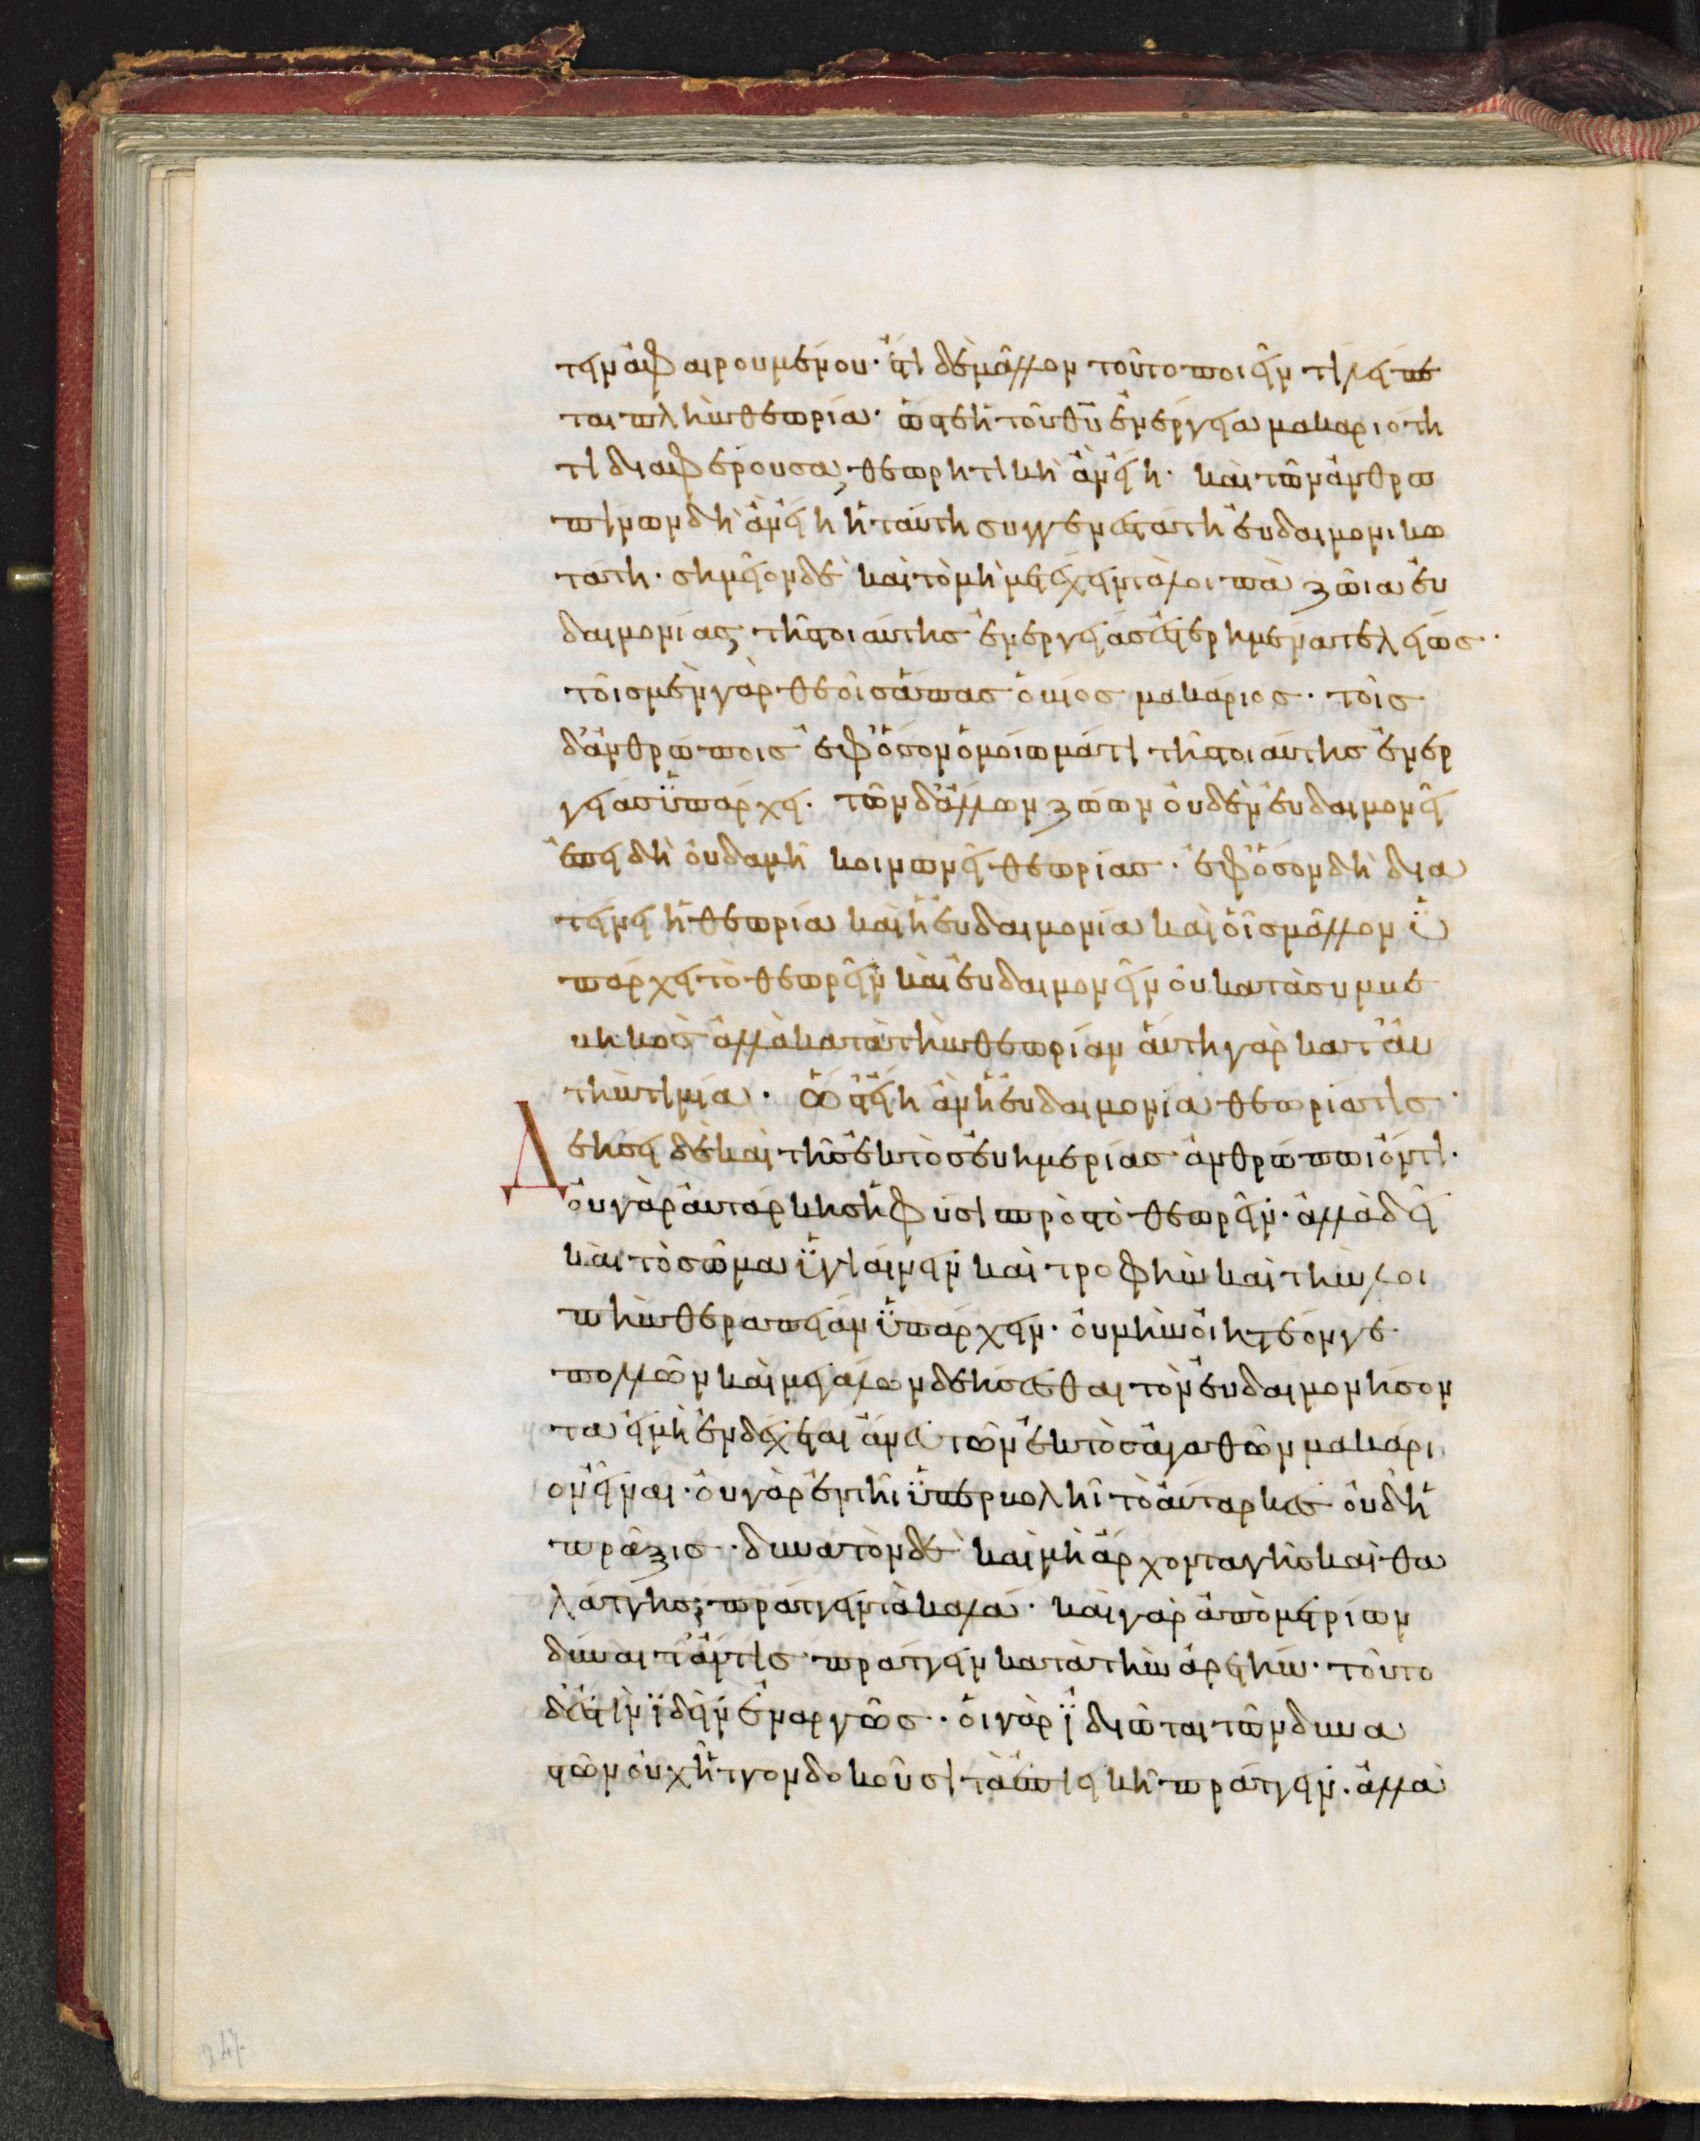 τειν ἀφαιρουμένου· ἔτι δὲ μᾶλλον τοῦτο ποιεῖν τί λείπε
ται πλὴν θεωρία· ὥστε ἡ τοῦ θυ ἐνέργεια μακαριότη
τι διαφέρουσα, θεωρητικὴ ἂν εἴη· καὶ τῶν ἀνθρω
πίνων δὴ ἂν εἴη ἡ ταύτη συγγενεστάτη εὐδαιμονικω
τάτη· σημεῖον δὲ καὶ τὸ μὴ μετέχειν τὰ λοιπὰ ζῶια εὐ
δαιμονίας τῆς τοιαύτης ἐνεργείας ἐστερημένα τελείως·
τοῖς μὲν γὰρ θεοῖς ἅπας ὁ βίος μακάριος· τοῖς
δ' ἀνθρώποις ἐφ' ὅσον ὁμοίωμά τι τῆς τοιαύτης ἐνερ
γείας ὑπάρχει· τῶν δ' ἄλλων ζώων οὐδὲν εὐδαιμονεῖ
ἐπειδὴ οὐδαμῆ κοινωνεῖ θεωρίας· ἐφ' ὅσον δὴ δια
τείνει ἡ θεωρία καὶ ἡ εὐδαιμονία καὶ οἷς μᾶλλον ὑ
πάρχει τὸ θεωρεῖν καὶ εὐδαιμονεῖν οὐ κατὰ συμβε
βηκὸς ἀλλὰ κατὰ τὴν θεωρίαν αὕτη γὰρ κατ' αὑ
τὴν τιμία· ὥστ' εἴη ἂν ἡ εὐδαιμονία θεωρία τις·
Δεήσει δὲ καὶ τῆς ἐκτὸς εὐημερίας ἀνθρώπωι ὄντι·
οὐ γὰρ αὐτάρκης ἡ φύσις πρὸς τὸ θεωρεῖν· ἀλλὰ δεῖ
καὶ τὸ σῶμα ὑγιαίνειν καὶ τροφὴν καὶ τὴν λοι
πὴν θεραπείαν ὑπάρχειν· οὐ μὴν οἰητέον γε
πολλῶν καὶ μεγάλων δεήσεσθαι τὸν εὐδαιμονήσον
τα εἰ μὴ ἐνδέχεται ἄνευ τῶν ἐκτὸς ἀγαθῶν μακάρι
ον εἶναι· οὐ γὰρ ἐν τῆι ὑπερβολῆι τὸ αὔταρκες οὐδ' ἡ
πρᾶξις· δυνατὸν δὲ καὶ μὴ ἄρχοντα γῆς καὶ θα
λάττης· πράττειν τὰ καλά· καὶ γὰρ ἀπὸ μετρίων
δύναιτ' ἄν τις πράττειν κατὰ τὴν ἀρετήν· τοῦτο
δ' ἔστιν ἰδεῖν ἐναργῶς· οἱ γὰρ ἰδιῶται τῶν δυνα
στῶν οὐχ ἧττον δοκοῦσι τὰ ἐπιεικῆ πράττειν· ἀλλὰ